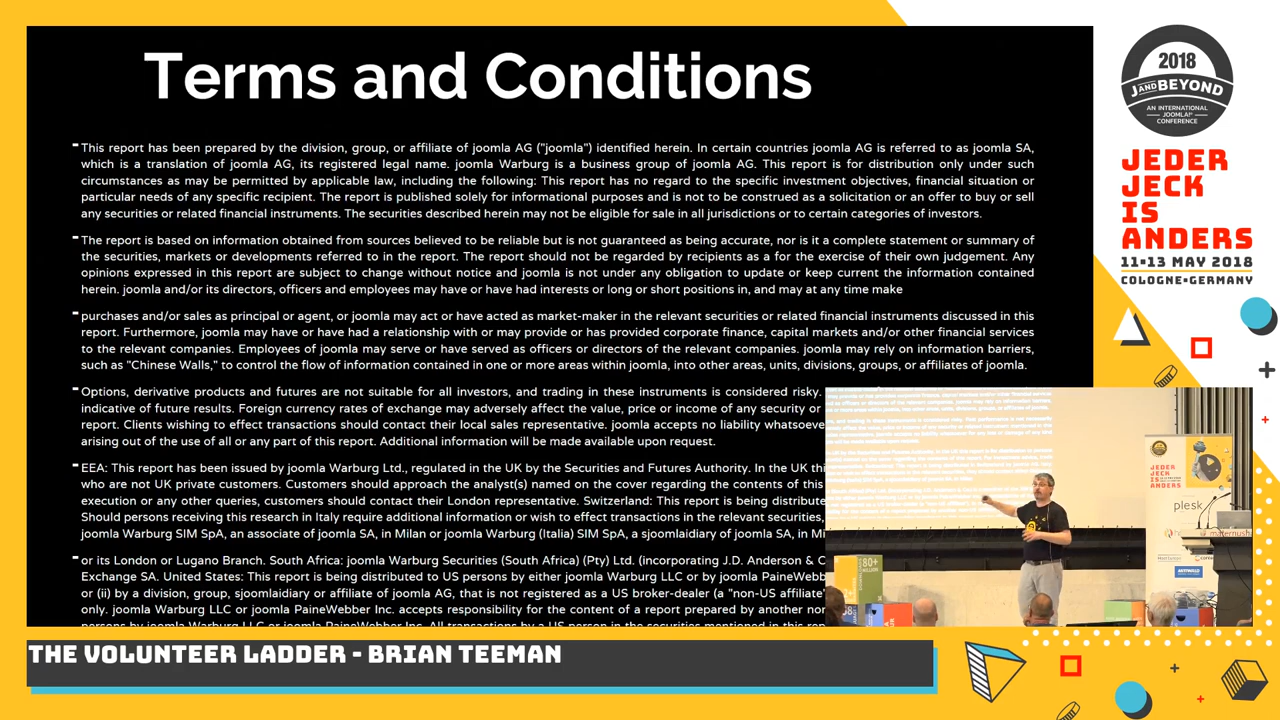 Terms and Conditions
This report has been prepared by the division, group, or affiliate of joomla AG ("joomla") identified herein. In certain countries joomla AG is referred to as joomla SA,
which is a translation of joomla AG, its registered legal name. joomla Warburg is a business group of joomla AG. This report is for distribution only under such
circumstances as may be permitted by applicable law, including the following: This report has no regard to the specific investment objectives, financial situation or
particular needs of any specific recipient. The report is published solely for informational purposes and is not to be construed as a solicitation or an offer to buy or sell
any securities or related financial instruments. The securities described herein may not be eligible for sale in all jurisdictions or to certain categories of investors.
The report is based on information obtained from sources believed to be reliable but is not guaranteed as being accurate, nor is it a complete statement or summary of
the securities, markets or developments referred to in the report. The report should not be regarded by recipients as a for the exercise of their own judgement. Any
opinions expressed in this report are subject to change without notice and joomla is not under any obligation to update or keep current the information contained
herein. joomla and/or its directors, officers and employees may have or have had interests or long or short positions in, and may at any time make
purchases and/or sales as principal or agent, or joomla may act or have acted as market-maker in the relevant securities or related financial instruments discussed in this
report. Furthermore, joomla may have or have had a relationship with or may provide or has provided corporate finance, capital markets and/or other financial services
to the relevant companies. Employees of joomla may serve or have served as officers or directors of the relevant companies. joomla may rely on information barriers,
such as "Chinese Walls," to control the flow of information contained in one or more areas within joomla, into other areas, units, divisions, groups, or affiliates of joomla.
Options, derivative products and futures are not suitable for all investors, and trading in these instruments is considered risky.
indicative of future results. Foreign currency rates of exchange may adversely affect the value, price or income of any security or
report. Clients wishing to effect transactions should contact their local sales representative. joomla accepts no liability whatsoeve
arising out of the use of all or any part of this report. Additional information will be made available upon request.
EEA: This report has been issued by joomla Warburg Ltd., regulated in the UK by the Securities and Futures Authority. In the UK thi
who are not UK private customers. Customers should approach the analyst(s) named on the cover regarding the contents of this
execution or any other queries, customers should contact their London representative. Switzerland: This report is being distribute
Should persons receiving this research in Italy require additional information or wish to effect transactions in the relevant securities,
joomla Warburg SIM SpA, an associate of joomla SA, in Milan or joomla Warburg (Italia) SIM SpA, a sjoomlaidiary of joomla SA, in Mi
or its London or Lugano Branch. South Africa: joomla Warburg Securities (South Africa) (Pty) Ltd. (incorporating J.D. Anderson & C
Exchange SA. United States: This report is being distributed to US persons by either joomla Warburg LLC or by joomla PaineWebb
or (ii) by a division, group, sjoomlaidiary or affiliate of joomla AG, that is not registered as a US broker-dealer (a "non-US affiliate"
only. joomla Warburg LLC or joomla PaineWebber Inc. accepts responsibility for the content of a report prepared by another nor
persons by joomla Warburg LLC or joomla PaineWebber Inc. All transactions by a US person in the securities mentioned in this rep
2018
J AND BEYOND
AN INTERNATIONAL
JOOMLA! CONFERENCE
JEDER
JECK
IS
ANDERS
11-13 MAY 2018
COLOGNE•GERMANY
80+
MILLION
JEDER
JECK
IS
ANDERS
plesk
THE VOLUNTEER LADDER - BRIAN TEEMAN